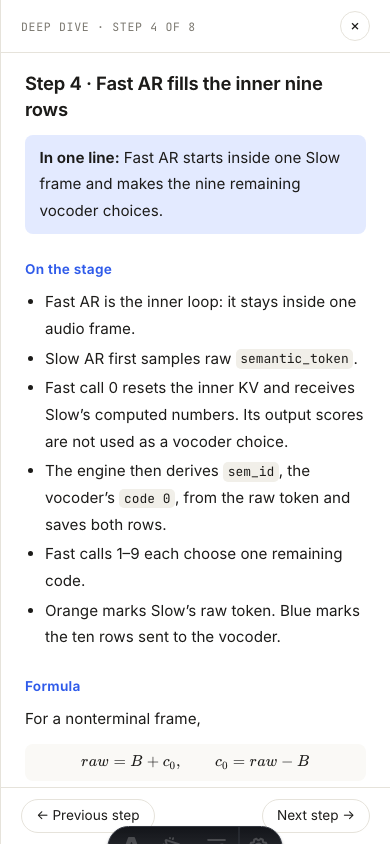 DEEP DIVE · STEP 4 OF 8
×
Step 4 · Fast AR fills the inner nine
rows
In one line: Fast AR starts inside one Slow
frame and makes the nine remaining
vocoder choices.
On the stage
• Fast AR is the inner loop: it stays inside one
audio frame.
• Slow AR first samples raw semantic_token.
• Fast call 0 resets the inner KV and receives
Slow’s computed numbers. Its output scores
are not used as a vocoder choice.
• The engine then derives sem_id, the
vocoder’s code 0, from the raw token and
saves both rows.
• Fast calls 1–9 each choose one remaining
code.
• Orange marks Slow’s raw token. Blue marks
the ten rows sent to the vocoder.
Formula
For a nonterminal frame,
raw = B + c₀, c₀ = raw − B
← Previous step
Next step →